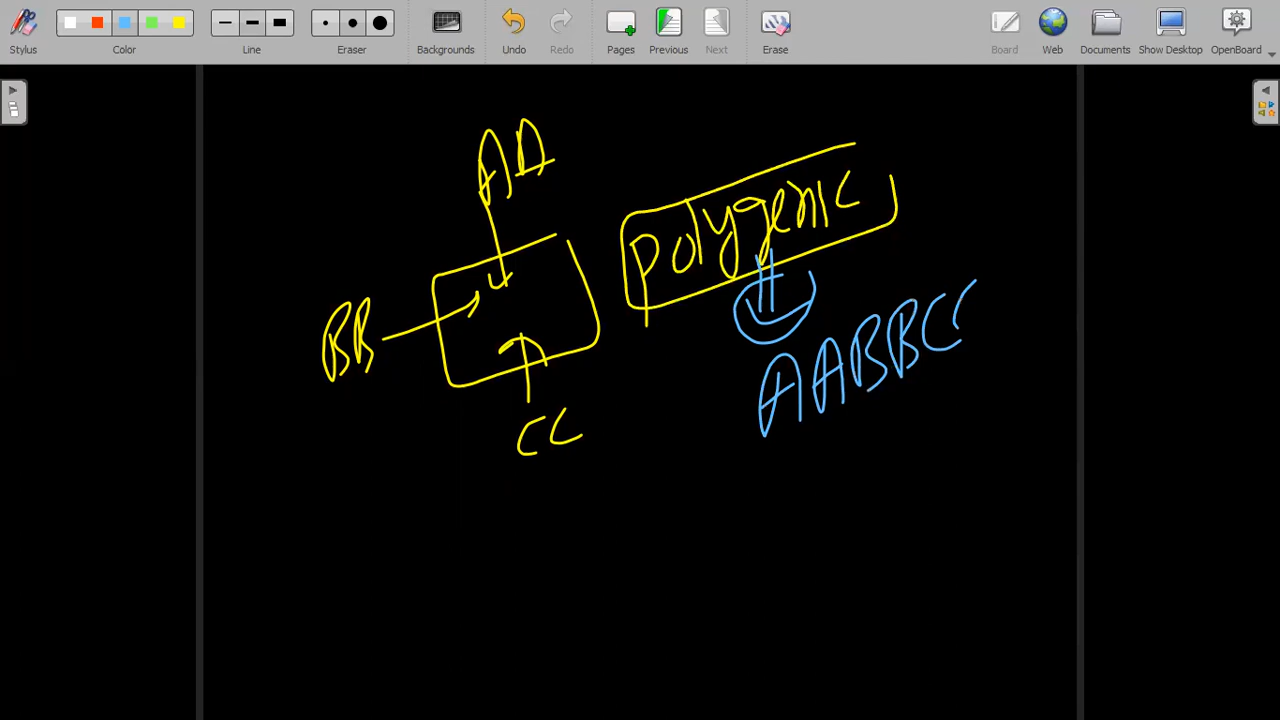 Stylus
Color
Line
Eraser
Backgrounds
Undo
Redo
Pages
Previous
Next
Erase
Board
Web
Documents
Show Desktop
OpenBoard
AA
polygenic
BB
AABBCC
CC